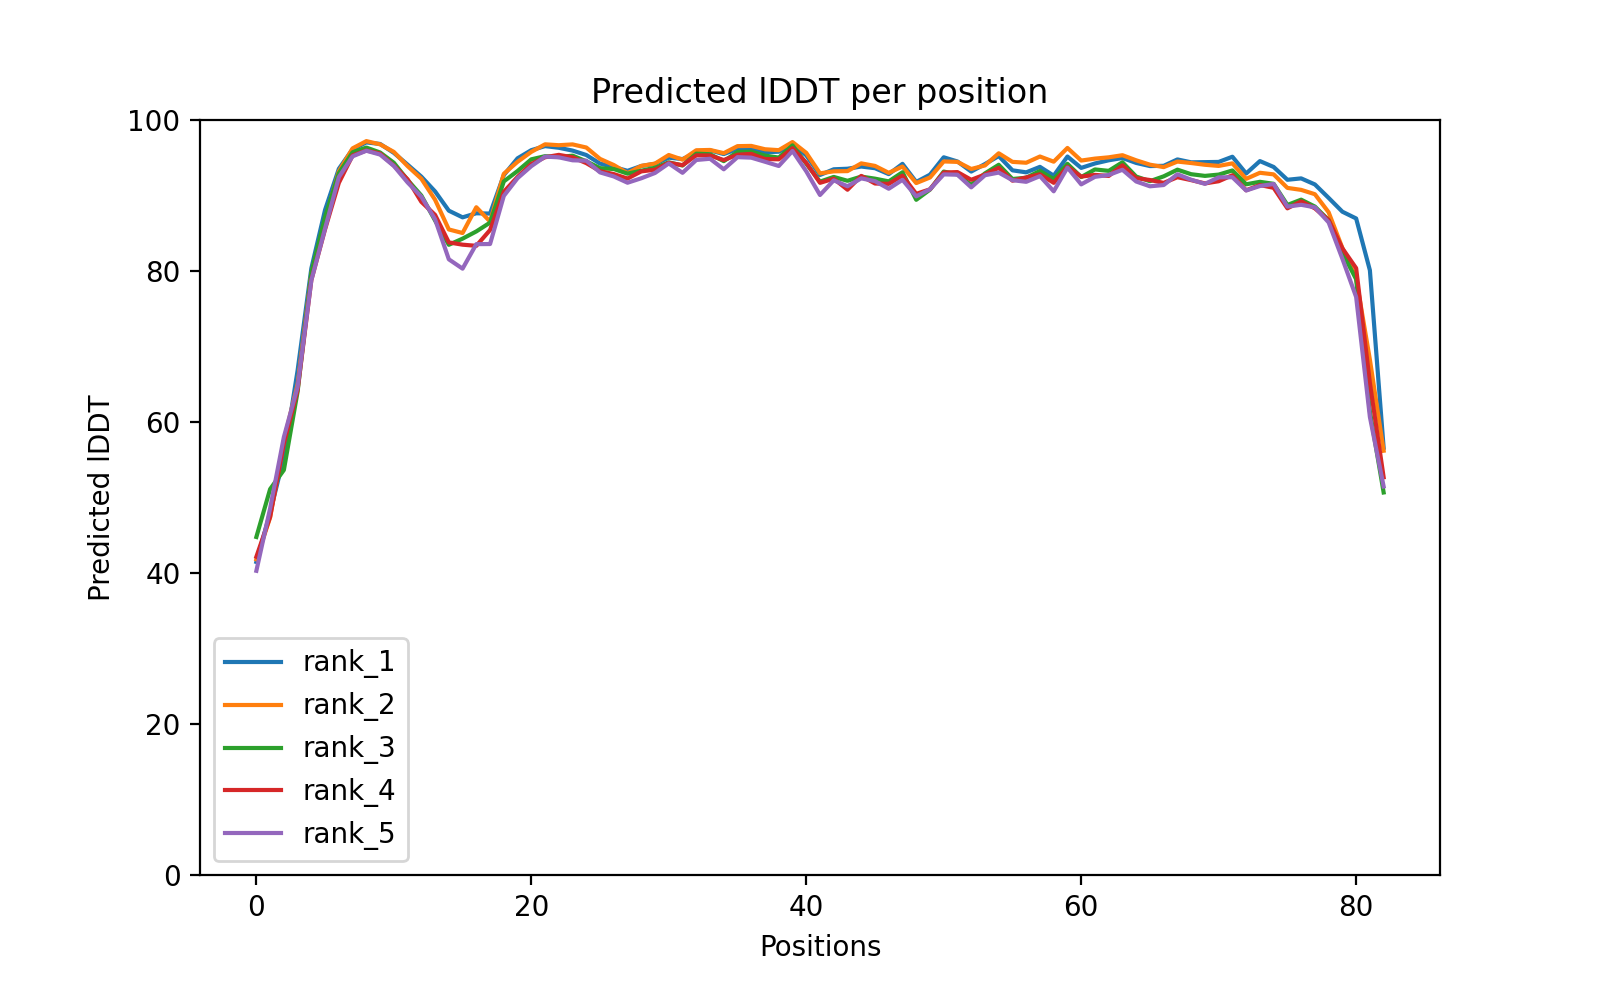 Predicted lDDT per position
100
80
60
40
20
0
Predicted lDDT
rank_1
rank_2
rank_3
rank_4
rank_5
0 20 40 60 80
Positions